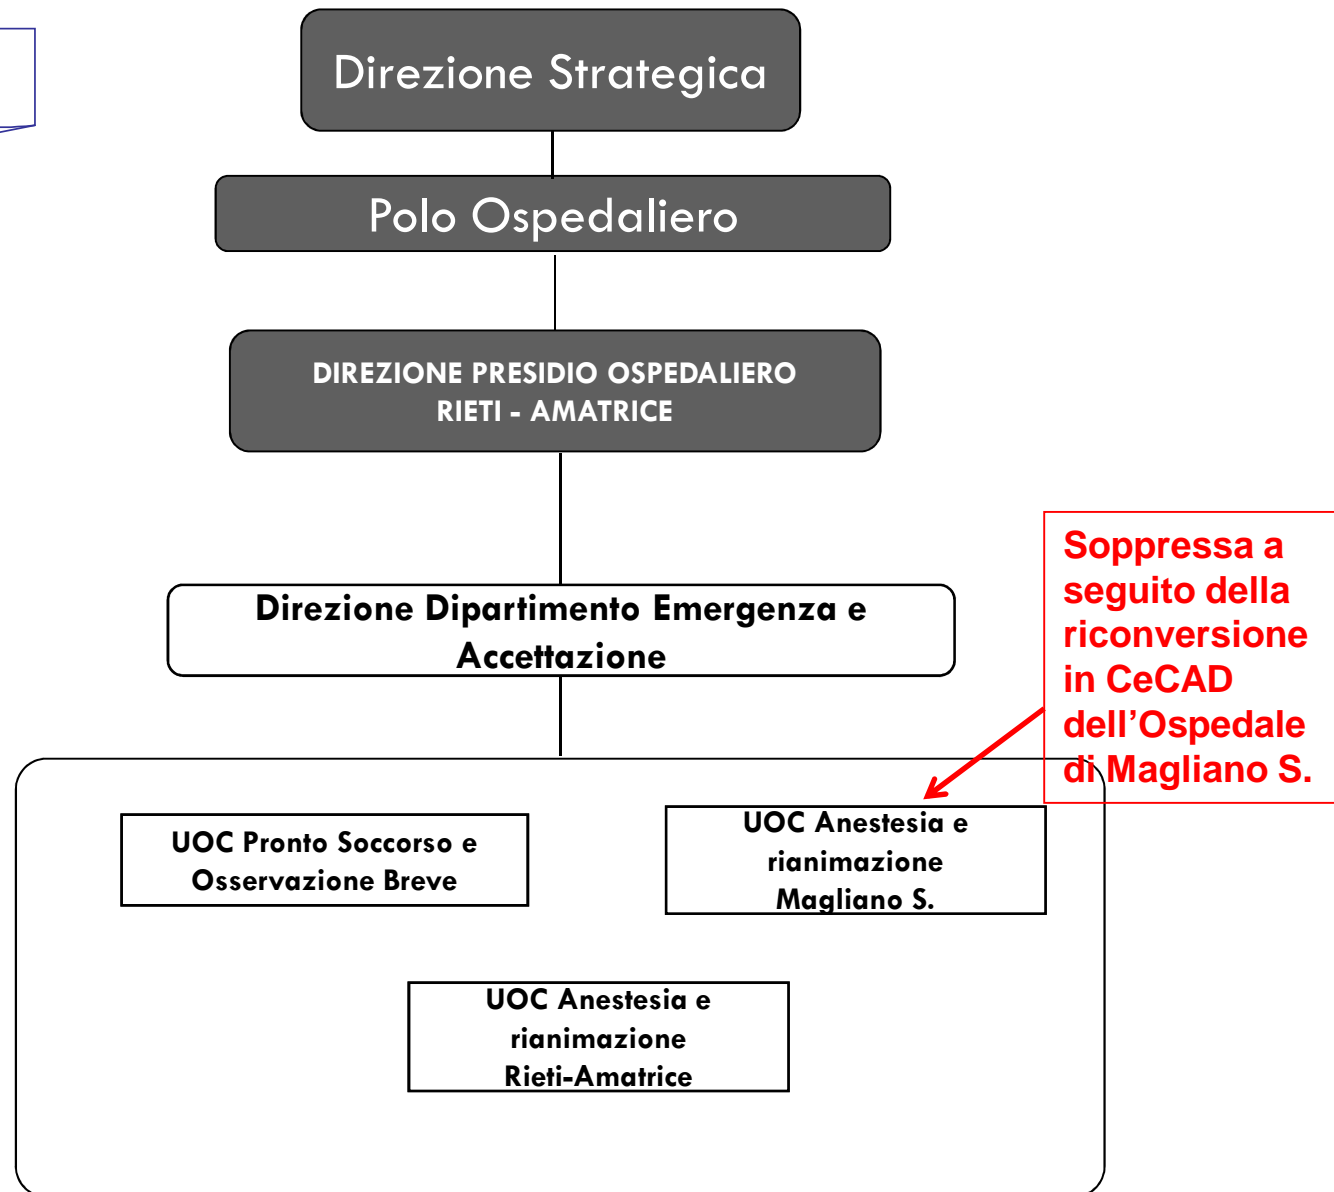 Direzione Strategica
Polo Ospedaliero
DIREZIONE PRESIDIO OSPEDALIERO
RIETI - AMATRICE
Direzione Dipartimento Emergenza e
Accettazione
Soppressa a
seguito della
riconversione
in CeCAD
dell’Ospedale
di Magliano S.
UOC Pronto Soccorso e
Osservazione Breve
UOC Anestesia e
rianimazione
Magliano S.
UOC Anestesia e
rianimazione
Rieti-Amatrice